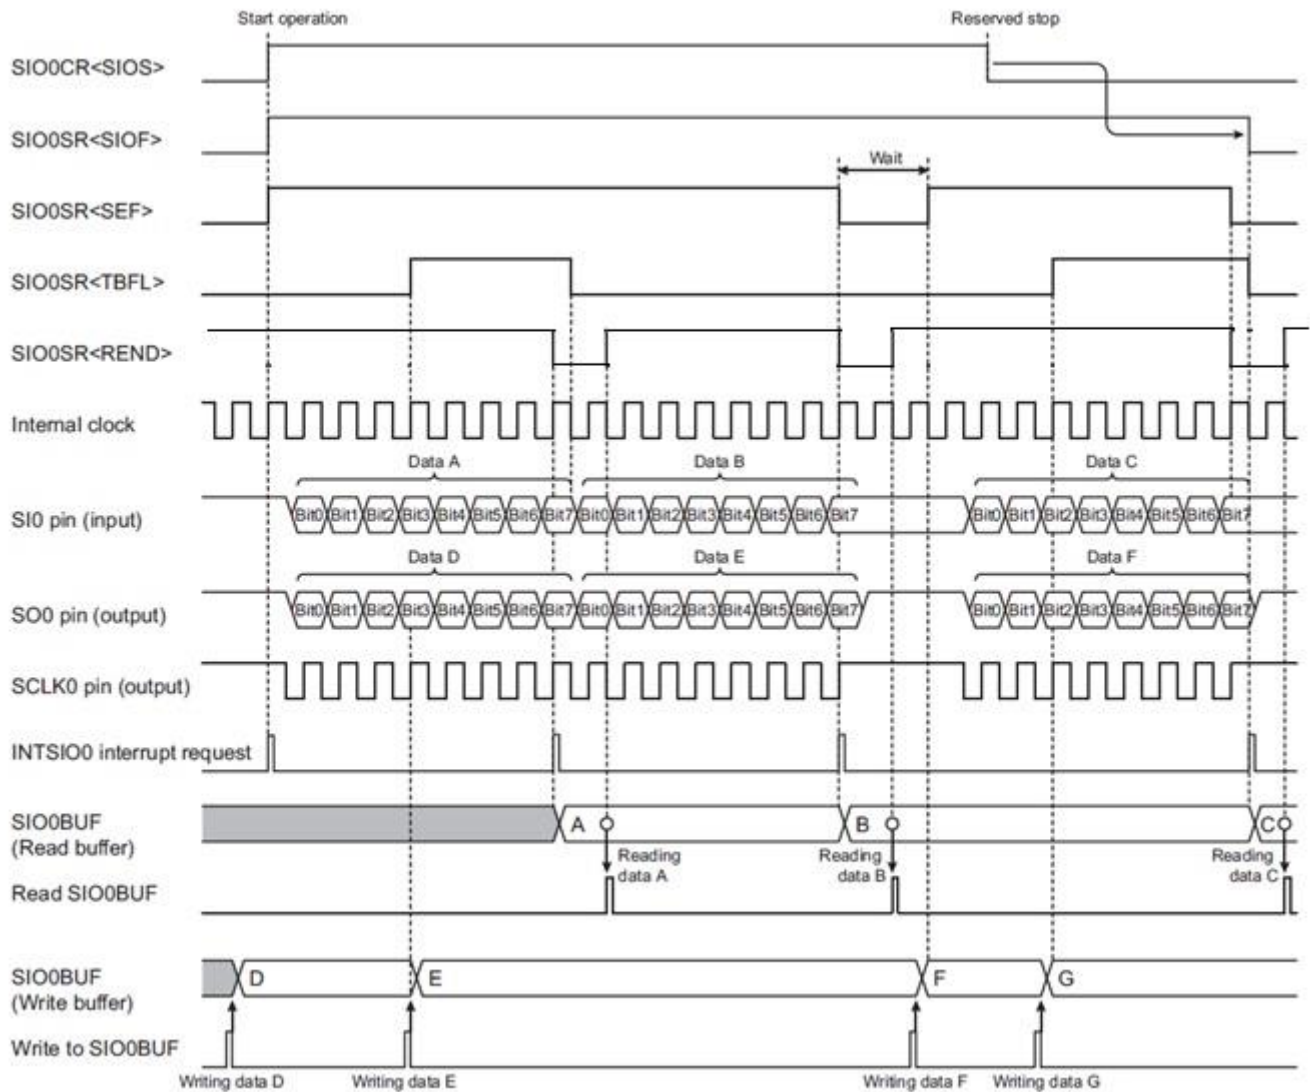 Start operation
Reserved stop
SIO0CR<SIOS>
SIO0SR<SIOF>
Wait
SIO0SR<SEF>
SIO0SR<TBFL>
SIO0SR<REND>
Internal clock
Data A
Data B
Data C
SI0 pin (input)
Bit0 Bit1 Bit2 Bit3 Bit4 Bit5 Bit6 Bit7 Bit0 Bit1 Bit2 Bit3 Bit4 Bit5 Bit6 Bit7
Bit0 Bit1 Bit2 Bit3 Bit4 Bit5 Bit6 Bit7
Data D
Data E
Data F
SO0 pin (output)
Bit0 Bit1 Bit2 Bit3 Bit4 Bit5 Bit6 Bit7 Bit0 Bit1 Bit2 Bit3 Bit4 Bit5 Bit6 Bit7
Bit0 Bit1 Bit2 Bit3 Bit4 Bit5 Bit6 Bit7
SCLK0 pin (output)
INTSIO0 interrupt request
SIO0BUF
(Read buffer)
A
B
C
Reading
data A
Reading
data B
Reading
data C
Read SIO0BUF
SIO0BUF
(Write buffer)
D
E
F
G
Write to SIO0BUF
Writing data D
Writing data E
Writing data F
Writing data G